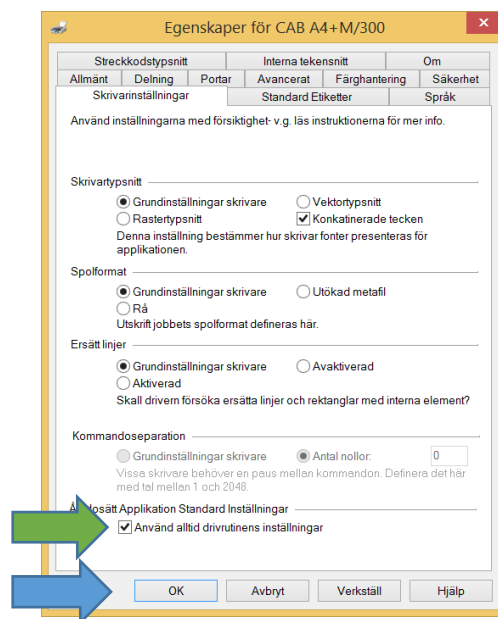 Egenskaper för CAB A4+M/300
Streckkodstypsnitt Interna tekensnitt Om
Allmänt Delning Portar Avancerat Färghantering Säkerhet
Skrivarinställningar Standard Etiketter Språk
Använd inställningarna med försiktighet- v.g. läs instruktionerna för mer info.
Skrivartypsnitt
Grundinställningar skrivare Vektortypsnitt
Rastertypsnitt Konkatinerade tecken
Denna inställning bestämmer hur skrivar fonter presenteras för
applikationen.
Spolformat
Grundinställningar skrivare Utökad metafil
Rå
Utskrift jobbets spolformat defineras här.
Ersätt linjer
Grundinställningar skrivare Avaktiverad
Aktiverad
Skall drivern försöka ersätta linjer och rektanglar med interna element?
Kommandoseparation
Grundinställningar skrivare Antal nollor: 0
Vissa skrivare behöver en paus mellan kommandon. Definera det här
med tal mellan 1 och 2048.
Applikation Standard Inställningar
Använd alltid drivrutinens inställningar
OK Avbryt Verkställ Hjälp